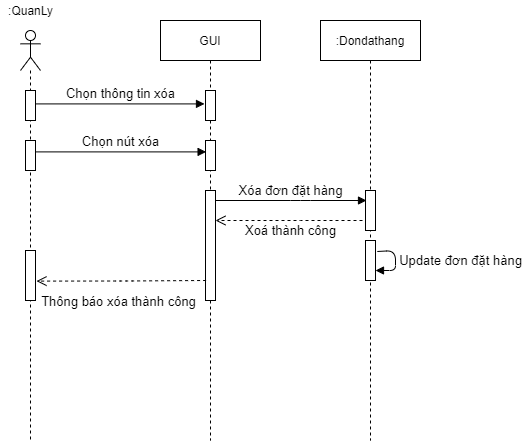 :QuanLy
GUI
:Dondathang
Chọn thông tin xóa
Chọn nút xóa
Xóa đơn đặt hàng
Xoá thành công
Update đơn đặt hàng
Thông báo xóa thành công